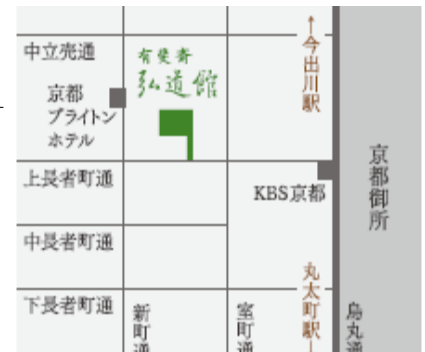 中立売通
有斐斎
弘道館
京都
ブライトン
ホテル
↑今出川駅
京都御所
上長者町通
KBS京都
中長者町通
下長者町通
新町通
室町通
丸太町駅↓
烏丸通